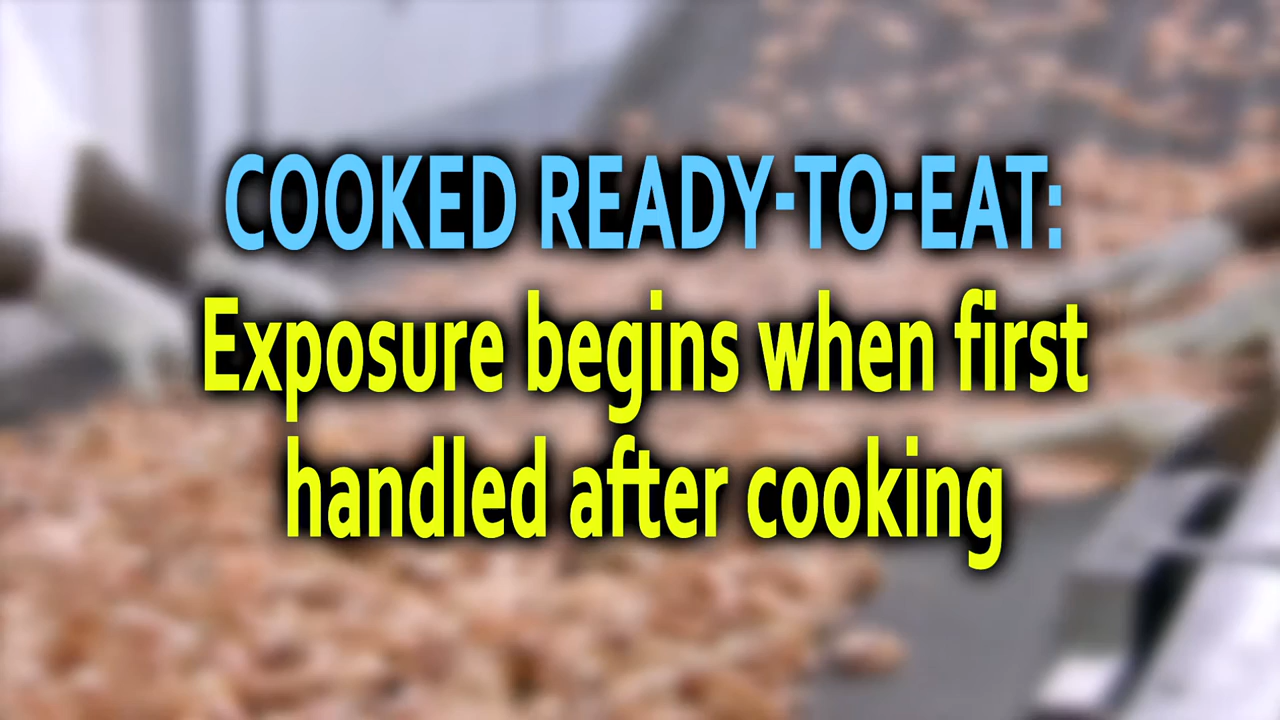 COOKED READY-TO-EAT:
Exposure begins when first
handled after cooking